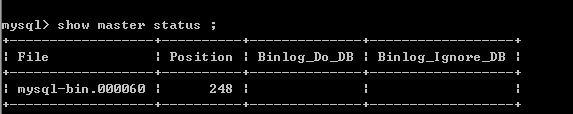 mysql> show master status ;
+------------------+----------+--------------+------------------+
| File             | Position | Binlog_Do_DB | Binlog_Ignore_DB |
+------------------+----------+--------------+------------------+
| mysql-bin.000060 |      248 |              |                  |
+------------------+----------+--------------+------------------+